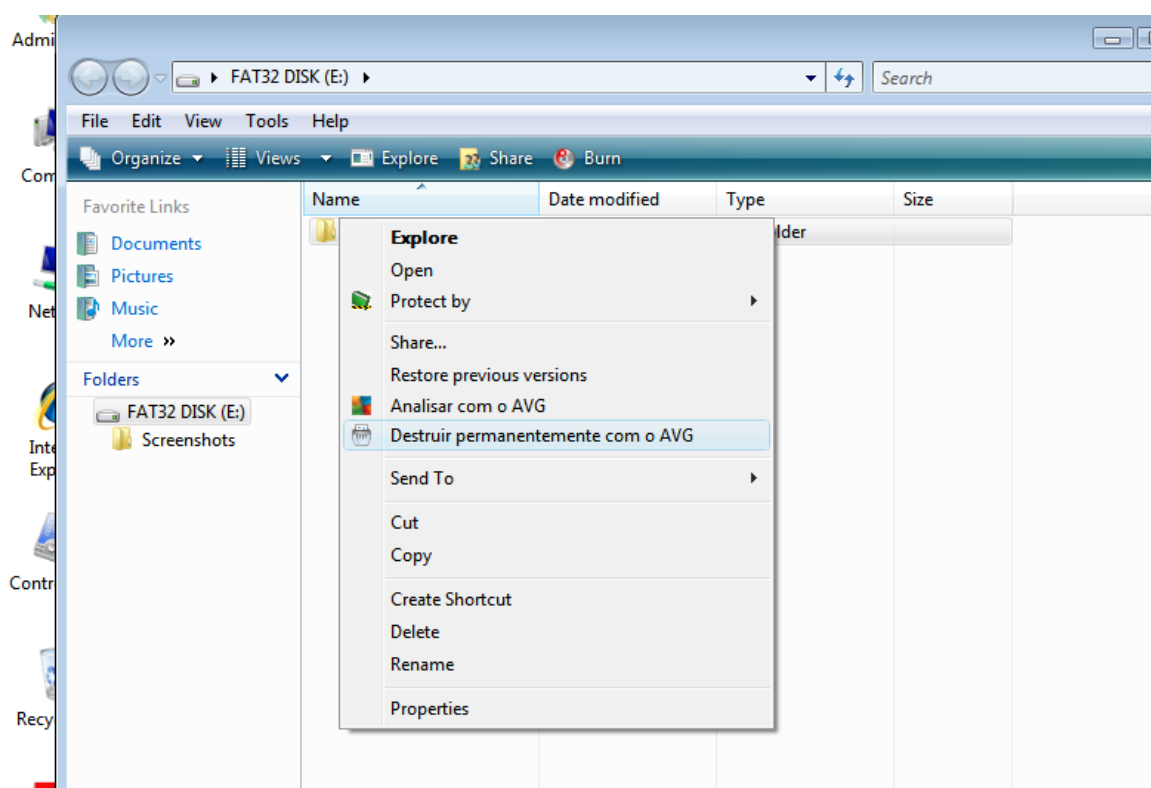 Admi
FAT32 DISK (E:)
Search
File Edit View Tools Help
Organize Views Explore Share Burn
Com
Favorite Links
Name Date modified Type Size
lder
Documents
Explore
Pictures
Open
Net
Music
Protect by
More »
Share...
Folders
Restore previous versions
FAT32 DISK (E:)
Analisar com o AVG
Screenshots
Destruir permanentemente com o AVG
Inte
Exp
Send To
Cut
Copy
Contr
Create Shortcut
Delete
Rename
Properties
Recy